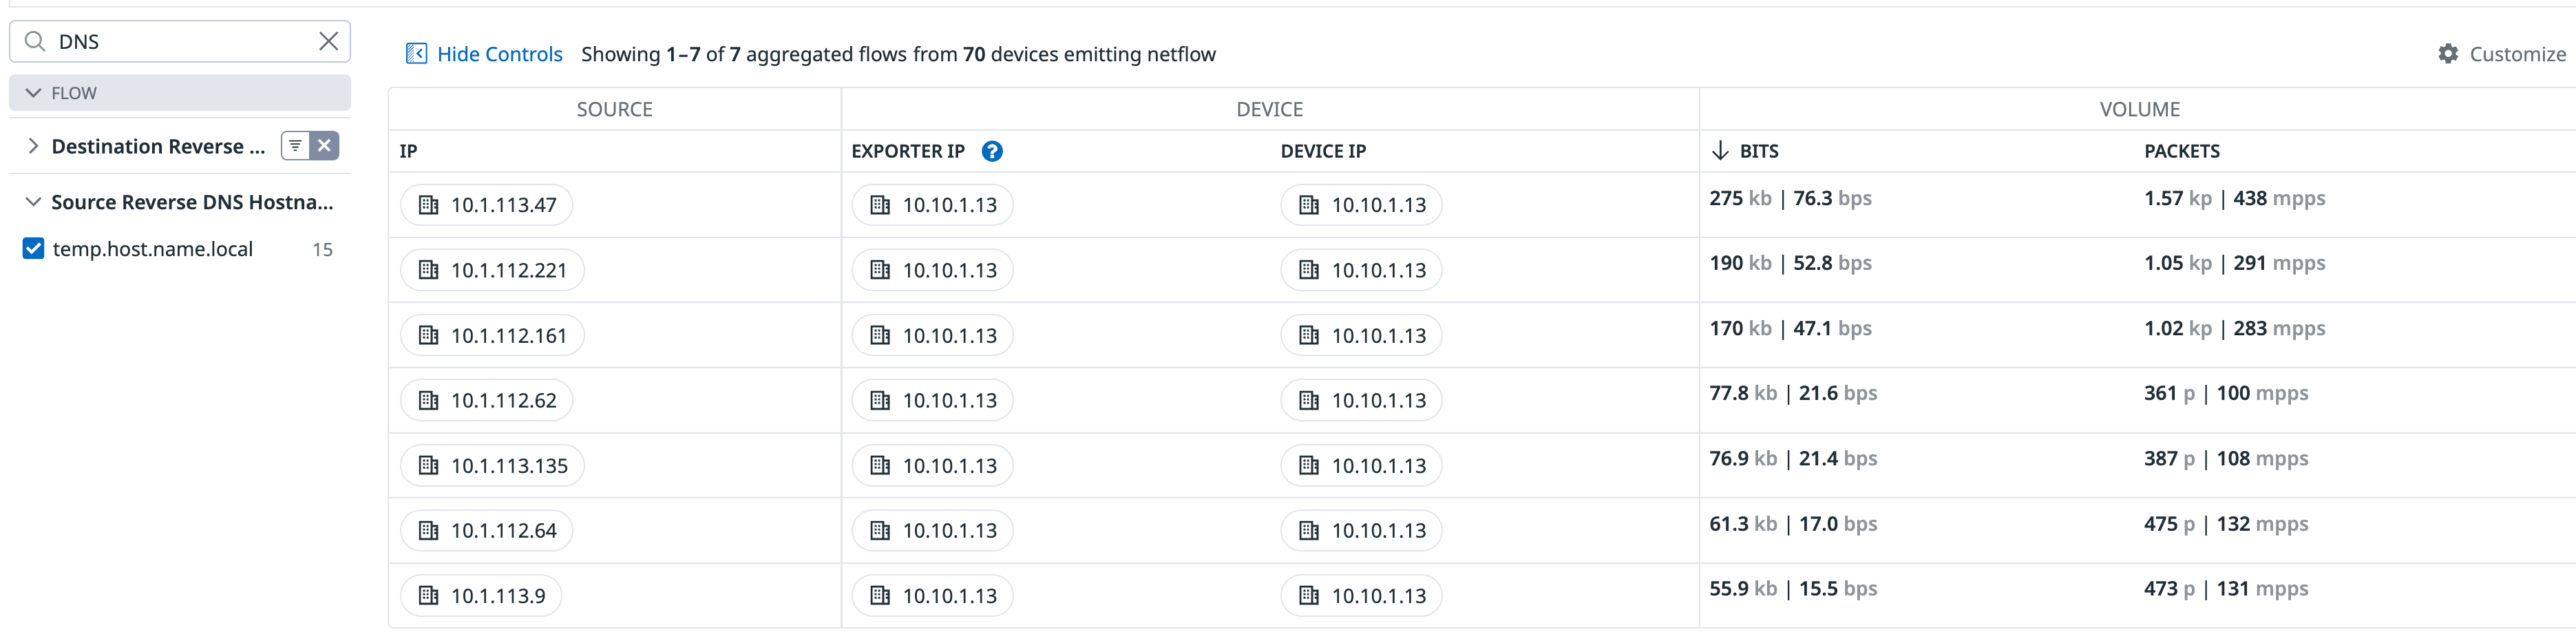 DNS
FLOW
Destination Reverse ...
Source Reverse DNS Hostna...
temp.host.name.local 15
Hide Controls Showing 1–7 of 7 aggregated flows from 70 devices emitting netflow Customize
SOURCE DEVICE VOLUME
IP EXPORTER IP ? DEVICE IP BITS PACKETS
10.1.113.47 10.10.1.13 10.10.1.13 275 kb | 76.3 bps 1.57 kp | 438 mpps
10.1.112.221 10.10.1.13 10.10.1.13 190 kb | 52.8 bps 1.05 kp | 291 mpps
10.1.112.161 10.10.1.13 10.10.1.13 170 kb | 47.1 bps 1.02 kp | 283 mpps
10.1.112.62 10.10.1.13 10.10.1.13 77.8 kb | 21.6 bps 361 p | 100 mpps
10.1.113.135 10.10.1.13 10.10.1.13 76.9 kb | 21.4 bps 387 p | 108 mpps
10.1.112.64 10.10.1.13 10.10.1.13 61.3 kb | 17.0 bps 475 p | 132 mpps
10.1.113.9 10.10.1.13 10.10.1.13 55.9 kb | 15.5 bps 473 p | 131 mpps